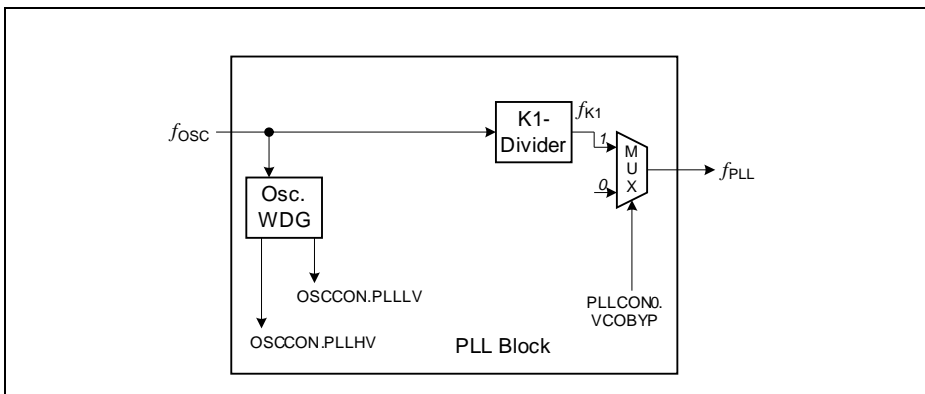 fOSC
K1-
Divider
fK1
1
M
U
X
0
fPLL
Osc.
WDG
OSCCON.PLLLV
OSCCON.PLLHV
PLLCON0.
VCOBYP
PLL Block